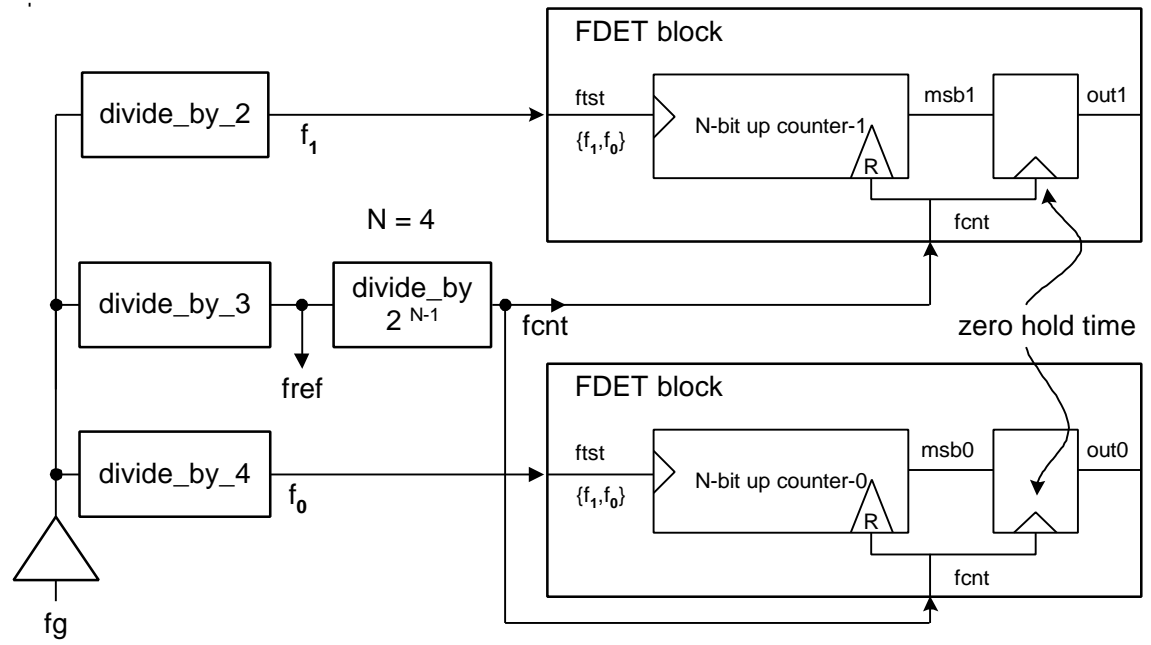 FDET block
divide_by_2
f1
ftst
{f1,f0}
N-bit up counter-1
R
msb1
out1
fcnt
N = 4
divide_by_3
divide_by
2 N-1
fcnt
fref
zero hold time
FDET block
divide_by_4
f0
ftst
{f1,f0}
N-bit up counter-0
R
msb0
out0
fcnt
fg